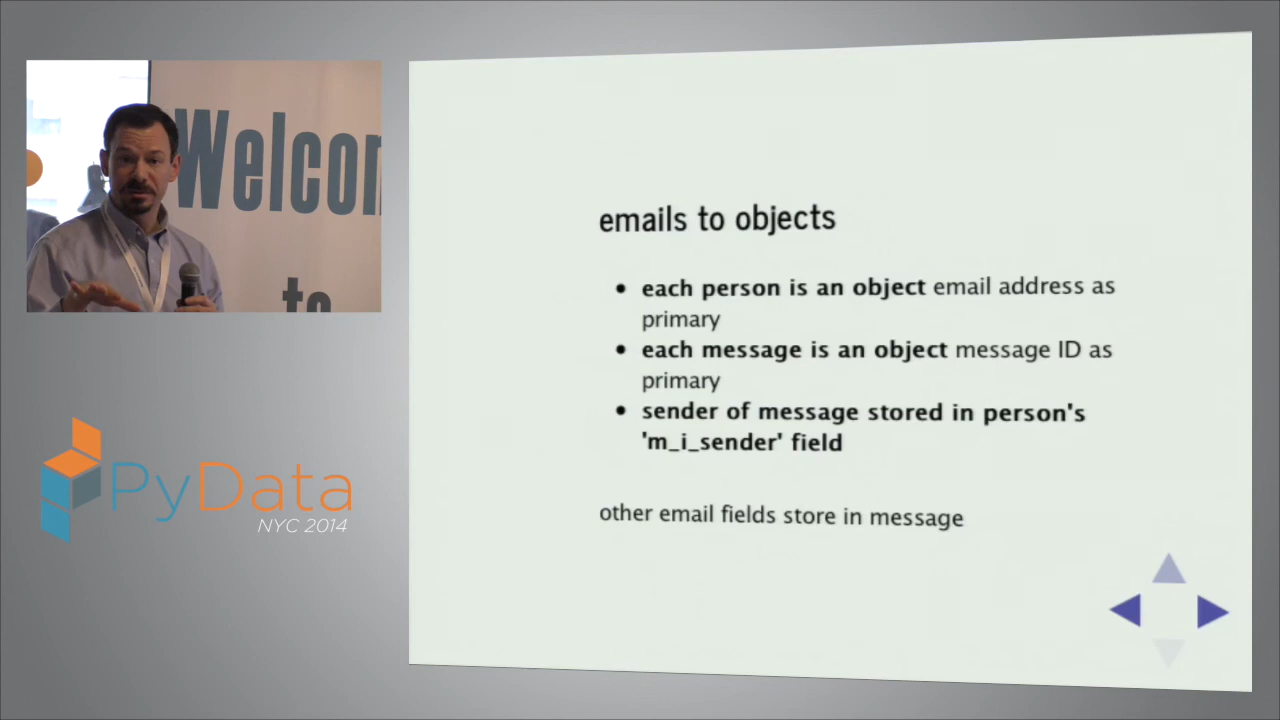 Welcom
to
PyData
NYC 2014
emails to objects
• each person is an object email address as
primary
• each message is an object message ID as
primary
• sender of message stored in person's
'm_i_sender' field
other email fields store in message